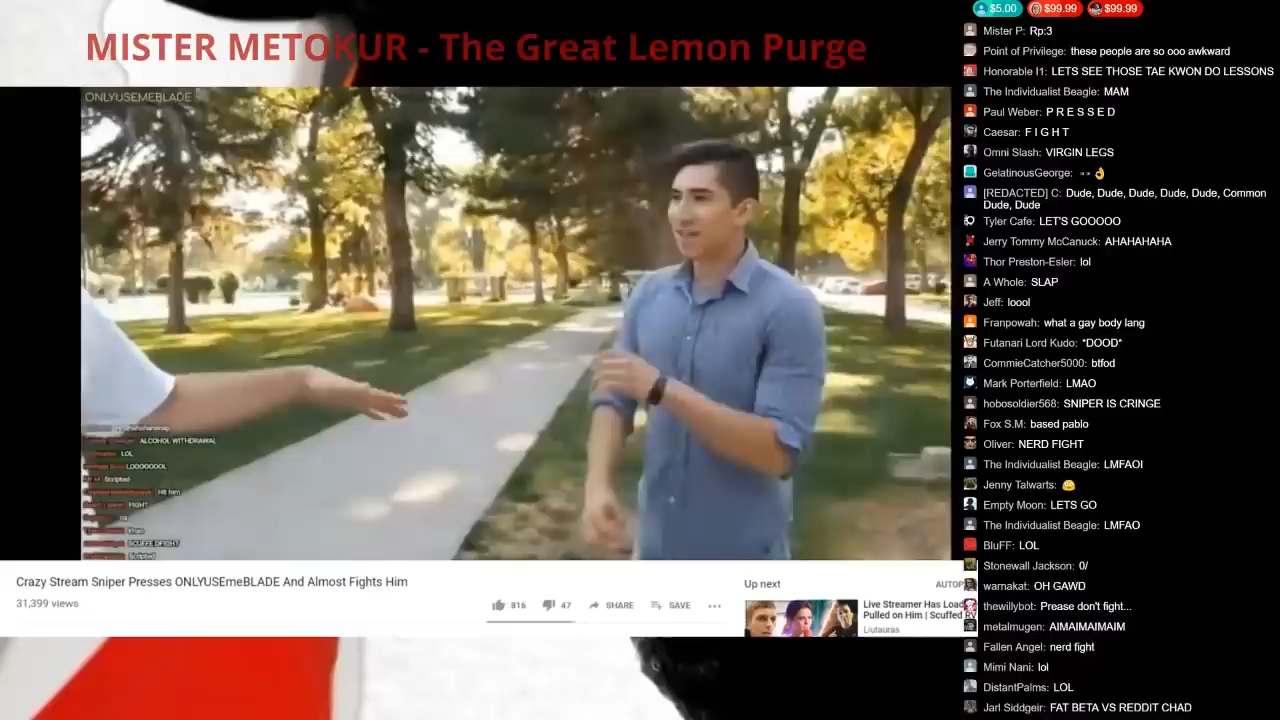 MISTER METOKUR - The Great Lemon Purge
ONLYUSEMEBLADE
ALCOHOL WITHDRAWAL
LOL
LOOOOOOOL
Scripted
Hit him
FIGHT
Scripted
Crazy Stream Sniper Presses ONLYUSEmeBLADE And Almost Fights Him
31,399 views
816
47
SHARE
SAVE
Up next
AUTOP
Live Streamer Has Load
Pulled on Him | Scuffed RV
Liutauras
$5.00
$99.99
$99.99
Mister P: Rp:3
Point of Privilege: these people are so ooo awkward
Honorable I1: LETS SEE THOSE TAE KWON DO LESSONS
The Individualist Beagle: MAM
Paul Weber: P R E S S E D
Caesar: F I G H T
Omni Slash: VIRGIN LEGS
GelatinousGeorge: 👀👌
[REDACTED] C: Dude, Dude, Dude, Dude, Dude, Common
Dude, Dude
Tyler Cafe: LET'S GOOOOO
Jerry Tommy McCanuck: AHAHAHAHA
Thor Preston-Esler: lol
A Whole: SLAP
Jeff: loool
Franpowah: what a gay body lang
Futanari Lord Kudo: *DOOD*
CommieCatcher5000: btfod
Mark Porterfield: LMAO
hobosoldier568: SNIPER IS CRINGE
Fox S.M: based pablo
Oliver: NERD FIGHT
The Individualist Beagle: LMFAOI
Jenny Talwarts:
Empty Moon: LETS GO
The Individualist Beagle: LMFAO
BluFF: LOL
Stonewall Jackson: 0/
warnakat: OH GAWD
thewillybot: Prease don't fight...
metalmugen: AIMAIMAIMAIM
Fallen Angel: nerd fight
Mimi Nani: lol
DistantPalms: LOL
Jarl Siddgeir: FAT BETA VS REDDIT CHAD